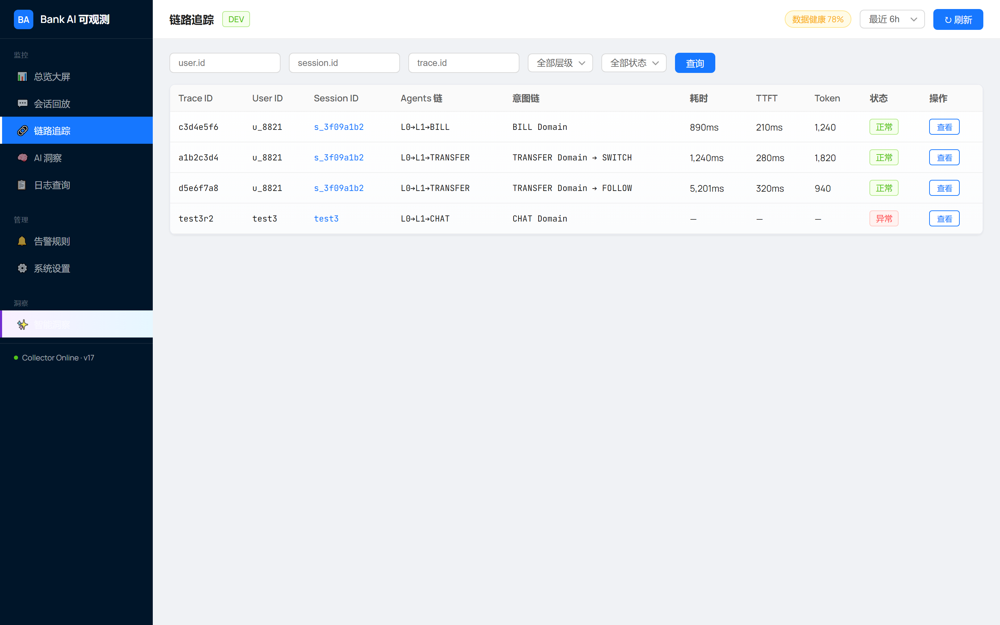 BA Bank AI 可观测
监控
总览大屏
会话回放
链路追踪
AI 洞察
日志查询
管理
告警规则
系统设置
洞察
智能洞察
Collector Online · v17
链路追踪 DEV 数据健康 78% 最近 6h ↻ 刷新
user.id session.id trace.id 全部层级 全部状态 查询
Trace ID User ID Session ID Agents 链 意图链 耗时 TTFT Token 状态 操作
c3d4e5f6 u_8821 s_3f09a1b2 L0→L1→BILL BILL Domain 890ms 210ms 1,240 正常 查看
a1b2c3d4 u_8821 s_3f09a1b2 L0→L1→TRANSFER TRANSFER Domain → SWITCH 1,240ms 280ms 1,820 正常 查看
d5e6f7a8 u_8821 s_3f09a1b2 L0→L1→TRANSFER TRANSFER Domain → FOLLOW 5,201ms 320ms 940 正常 查看
test3r2 test3 test3 L0→L1→CHAT CHAT Domain — — — 异常 查看